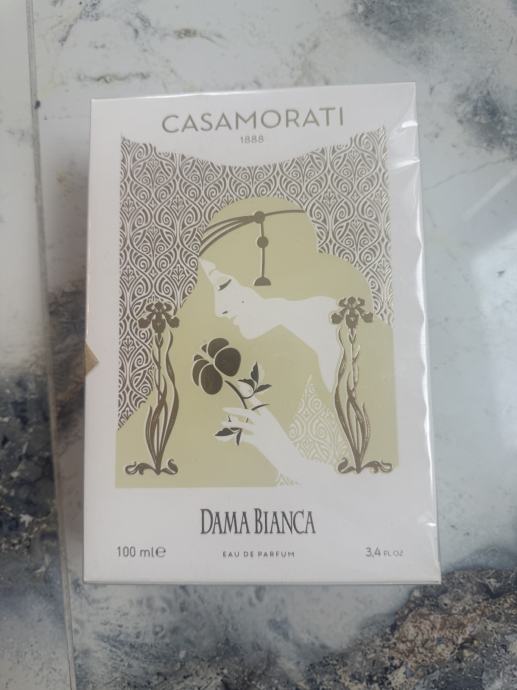 CASAMORATI
1888
DAMA BIANCA
100 ml℮ EAU DE PARFUM 3,4 FL OZ